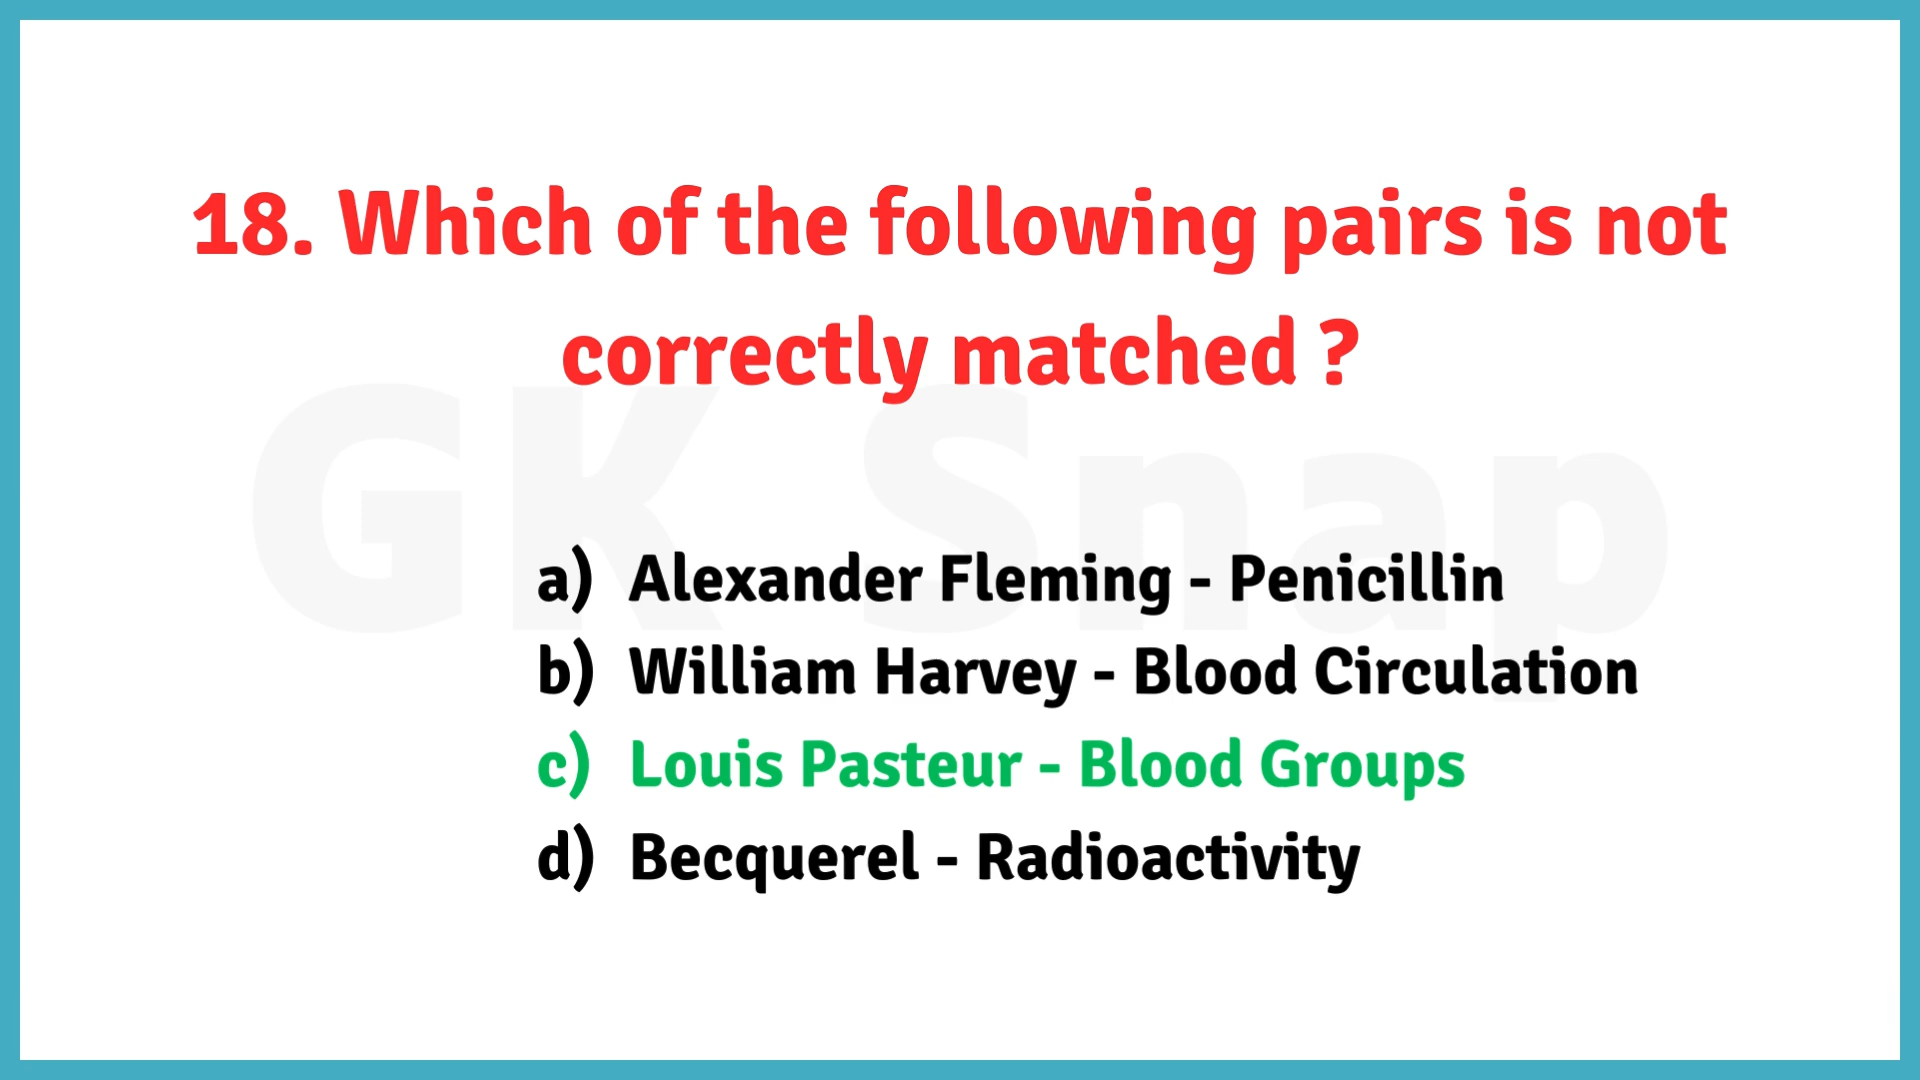 18. Which of the following pairs is not
correctly matched ?
GK Snap
a) Alexander Fleming - Penicillin
b) William Harvey - Blood Circulation
c) Louis Pasteur - Blood Groups
d) Becquerel - Radioactivity